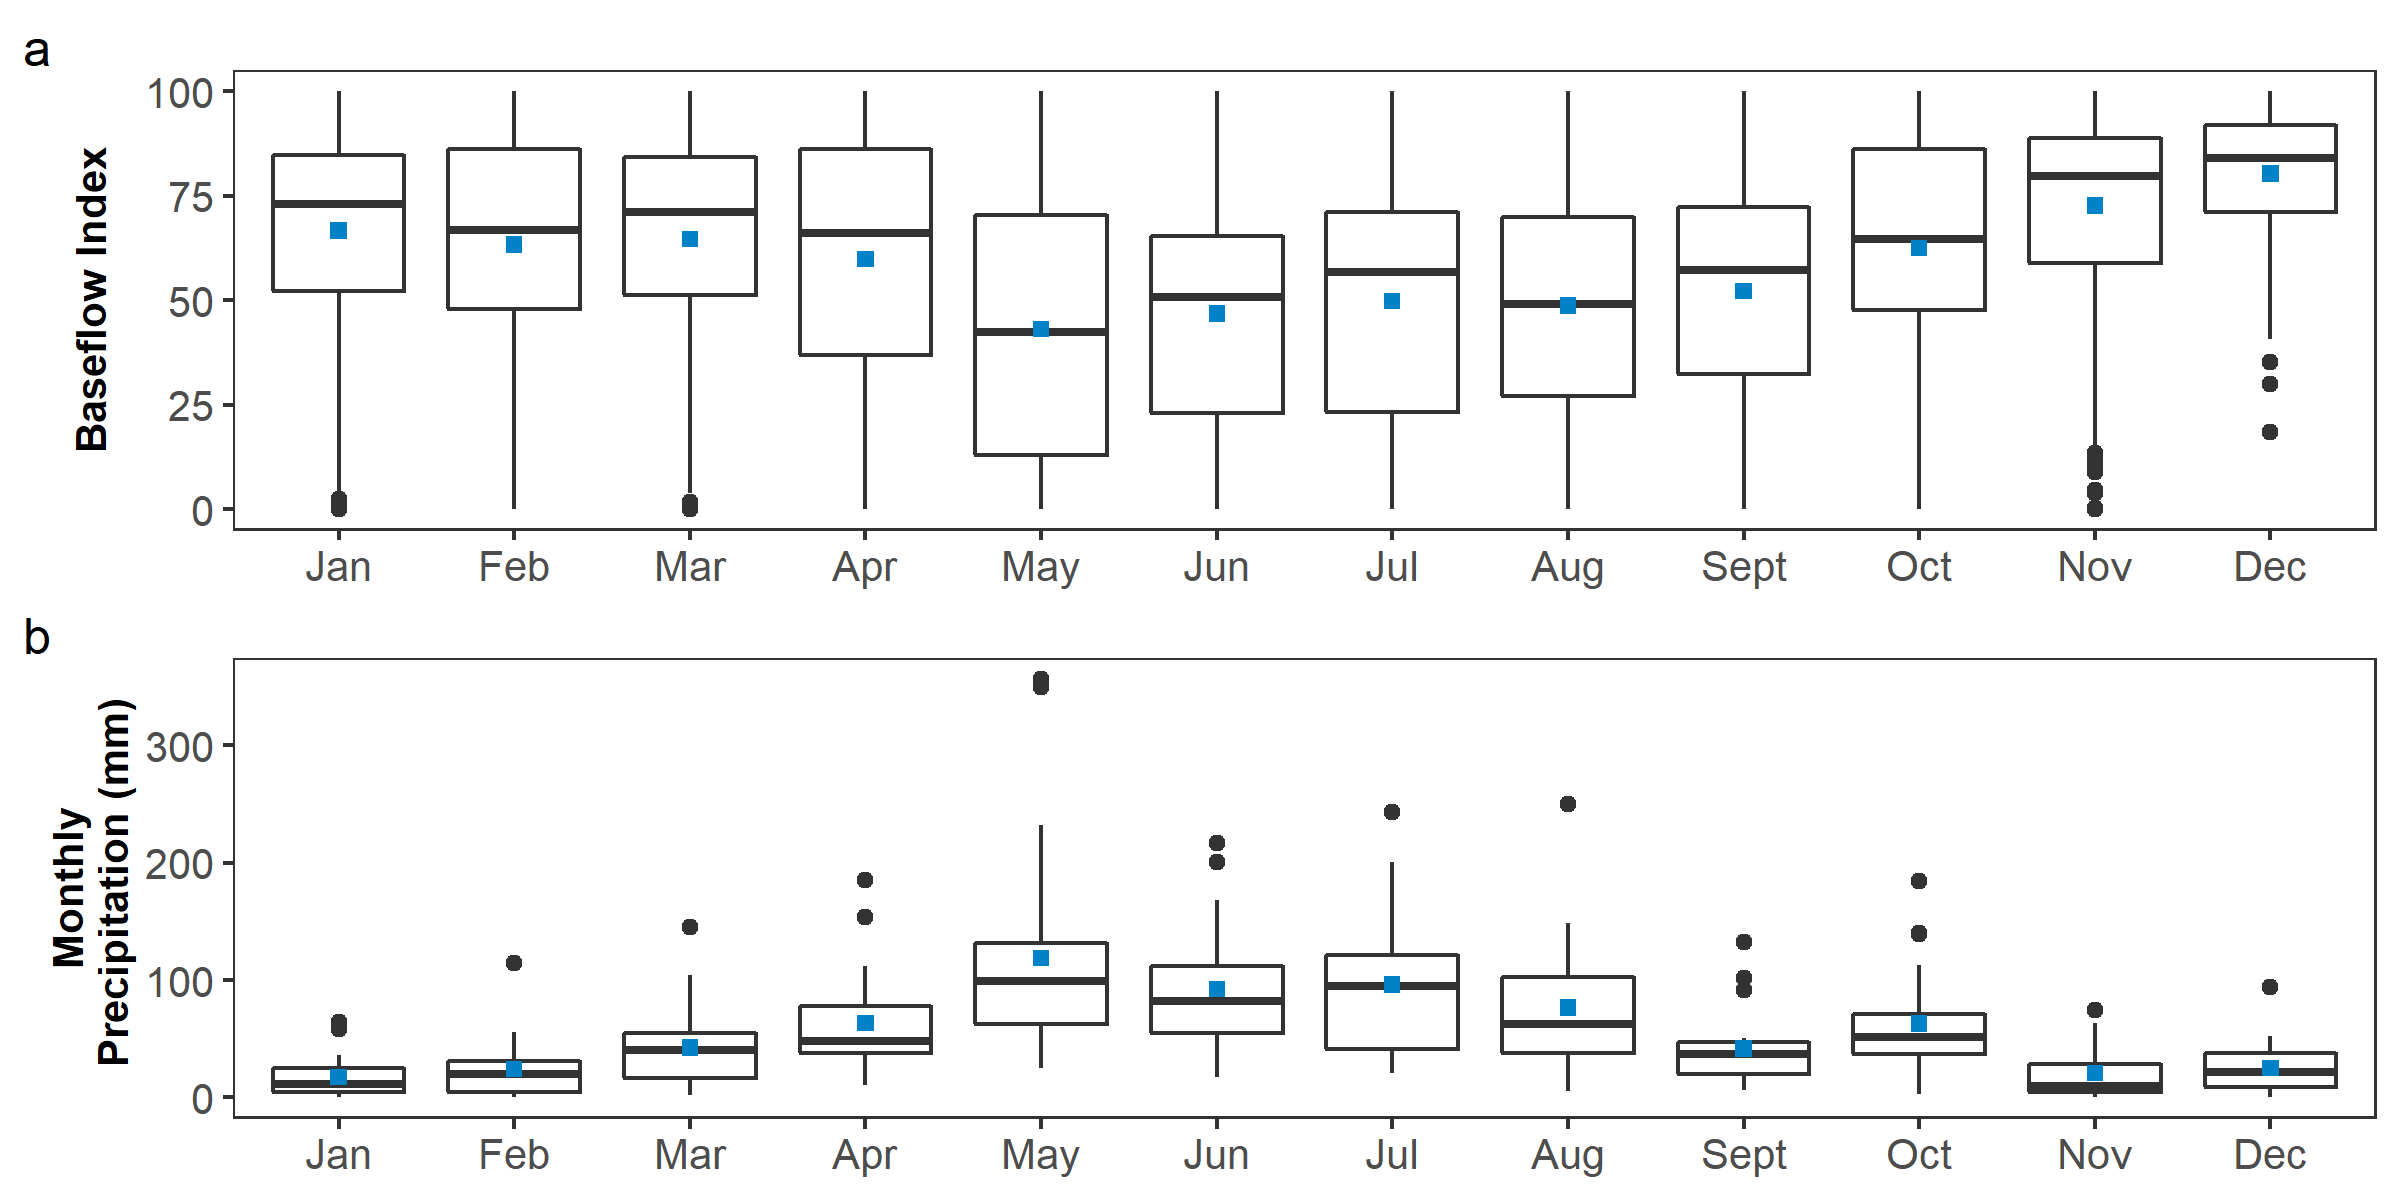 a
Baseflow Index
100
75
50
25
0
Jan Feb Mar Apr May Jun Jul Aug Sept Oct Nov Dec
b
Monthly
Precipitation (mm)
300
200
100
0
Jan Feb Mar Apr May Jun Jul Aug Sept Oct Nov Dec